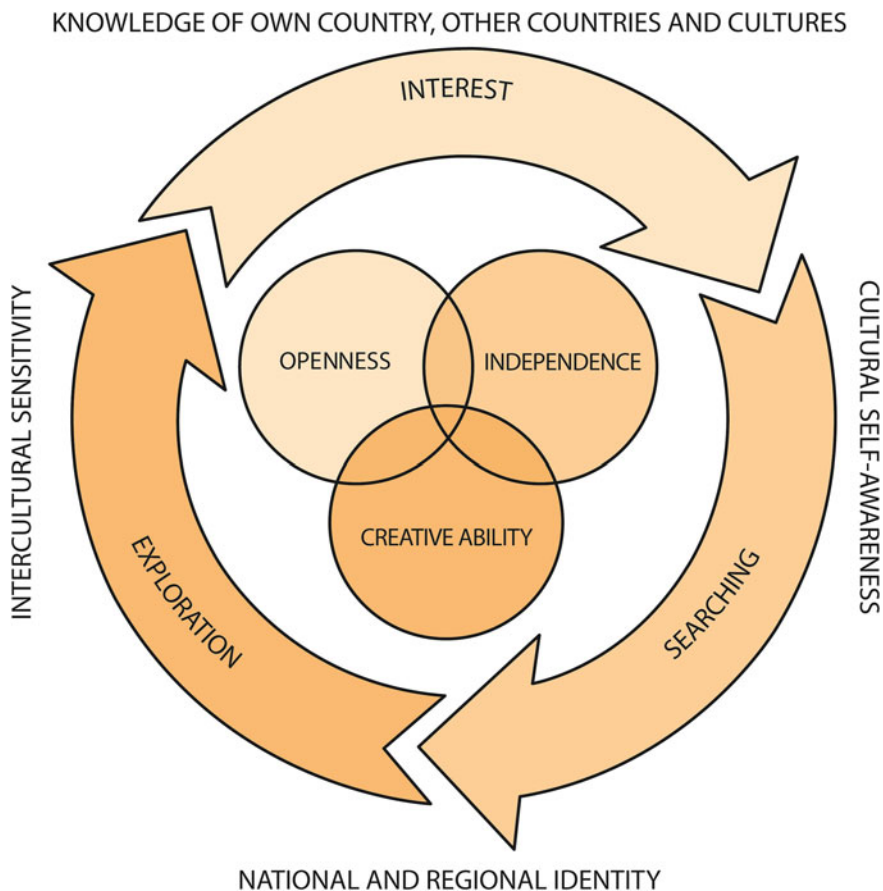 KNOWLEDGE OF OWN COUNTRY, OTHER COUNTRIES AND CULTURES
INTEREST
OPENNESS
INDEPENDENCE
CREATIVE ABILITY
INTERCULTURAL SENSITIVITY
CULTURAL SELF-AWARENESS
EXPLORATION
SEARCHING
NATIONAL AND REGIONAL IDENTITY